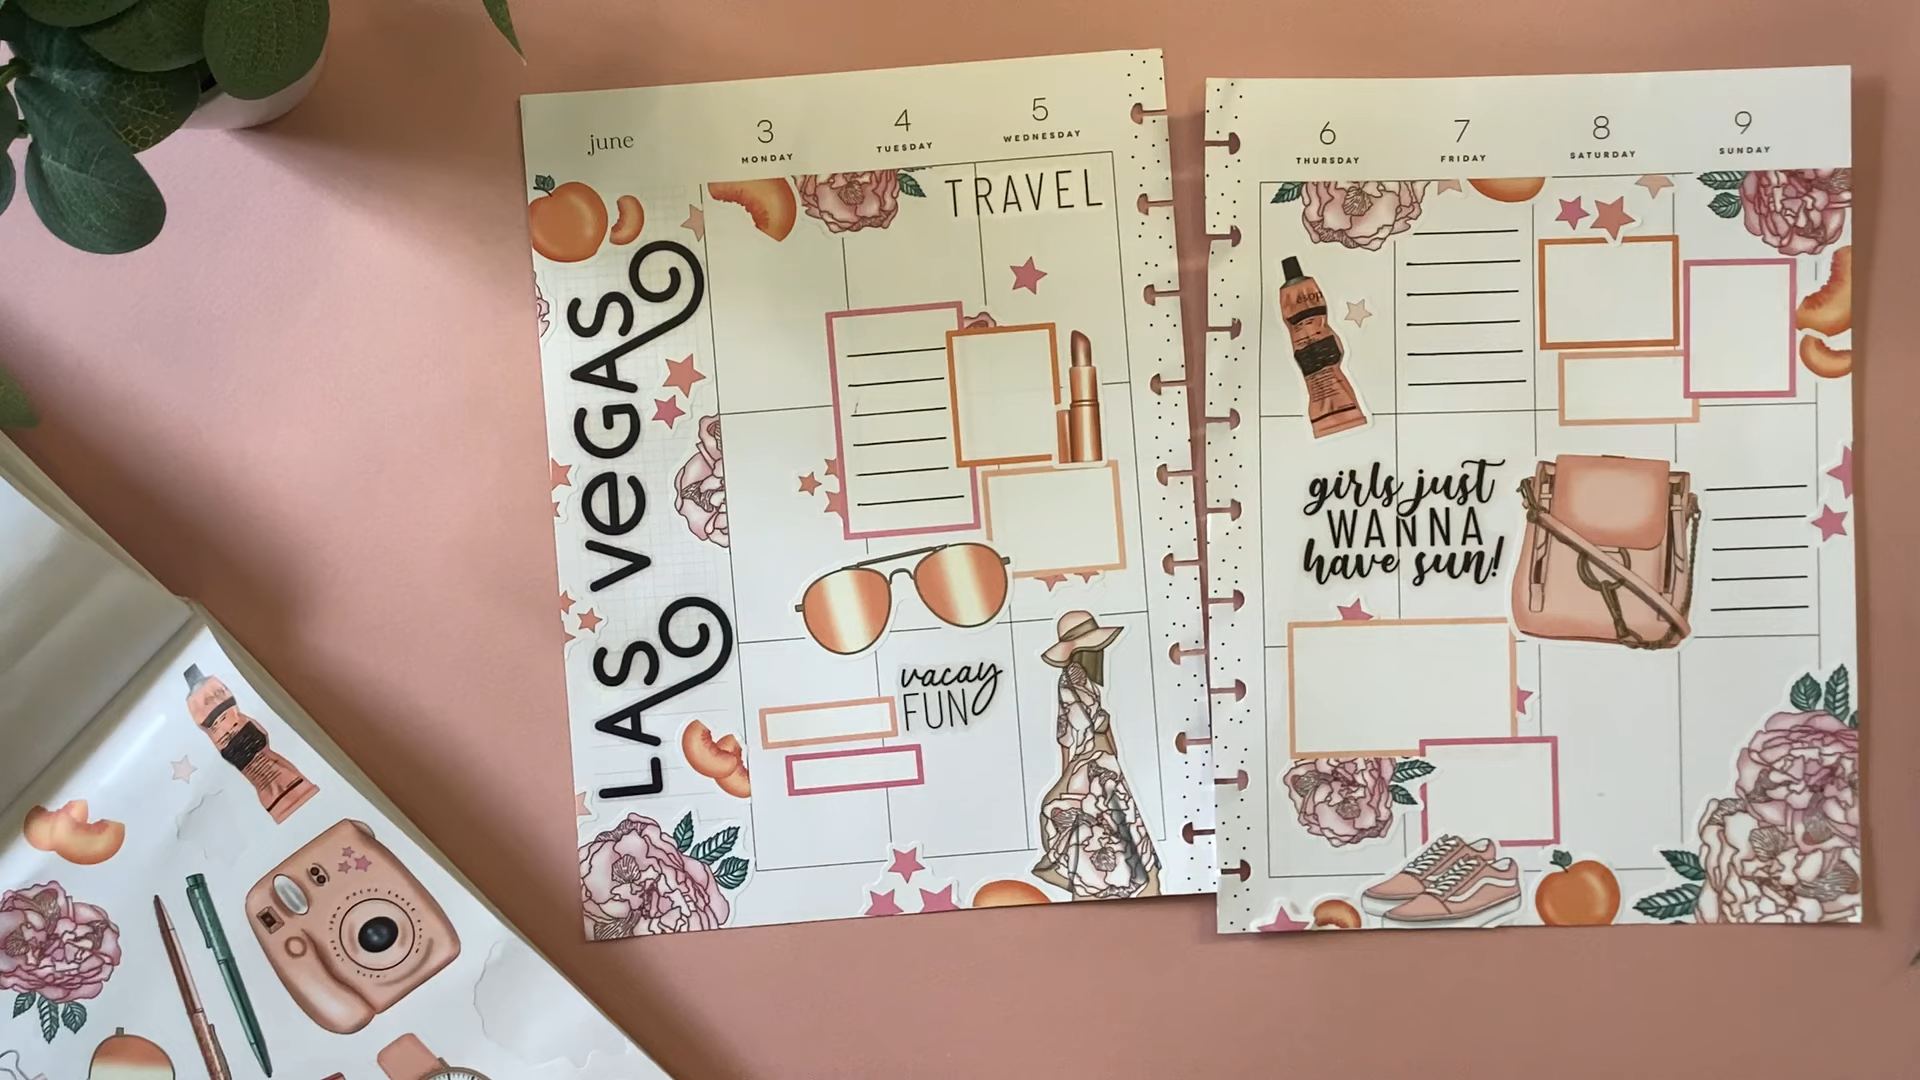 june
3
MONDAY
4
TUESDAY
5
WEDNESDAY
TRAVEL
LAS VeGAS
vacay
FUN
6
THURSDAY
7
FRIDAY
8
SATURDAY
9
SUNDAY
girls just
WANNA
have sun!